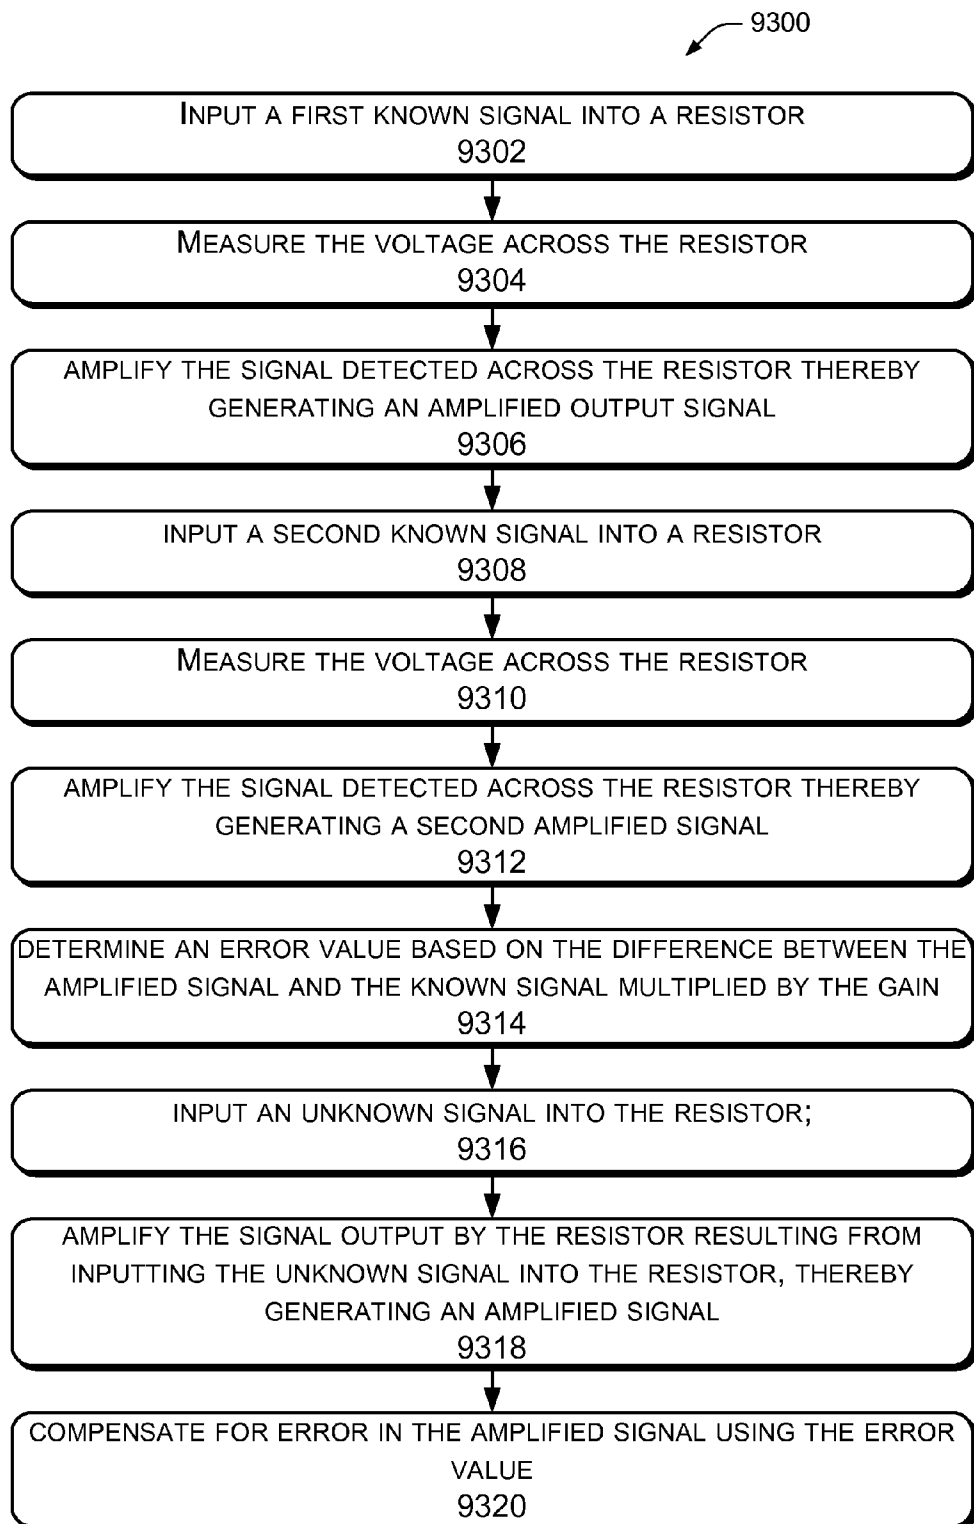 9300
INPUT A FIRST KNOWN SIGNAL INTO A RESISTOR
9302
MEASURE THE VOLTAGE ACROSS THE RESISTOR
9304
AMPLIFY THE SIGNAL DETECTED ACROSS THE RESISTOR THEREBY
GENERATING AN AMPLIFIED OUTPUT SIGNAL
9306
INPUT A SECOND KNOWN SIGNAL INTO A RESISTOR
9308
MEASURE THE VOLTAGE ACROSS THE RESISTOR
9310
AMPLIFY THE SIGNAL DETECTED ACROSS THE RESISTOR THEREBY
GENERATING A SECOND AMPLIFIED SIGNAL
9312
DETERMINE AN ERROR VALUE BASED ON THE DIFFERENCE BETWEEN THE
AMPLIFIED SIGNAL AND THE KNOWN SIGNAL MULTIPLIED BY THE GAIN
9314
INPUT AN UNKNOWN SIGNAL INTO THE RESISTOR;
9316
AMPLIFY THE SIGNAL OUTPUT BY THE RESISTOR RESULTING FROM
INPUTTING THE UNKNOWN SIGNAL INTO THE RESISTOR, THEREBY
GENERATING AN AMPLIFIED SIGNAL
9318
COMPENSATE FOR ERROR IN THE AMPLIFIED SIGNAL USING THE ERROR
VALUE
9320